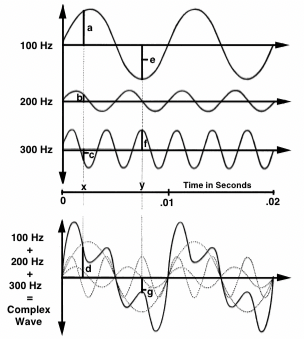 a
100 Hz
e
b
200 Hz
f
300 Hz
c
x y Time in Seconds
0 .01 .02
100 Hz
+
200 Hz
+
300 Hz
=
Complex
Wave
d
g